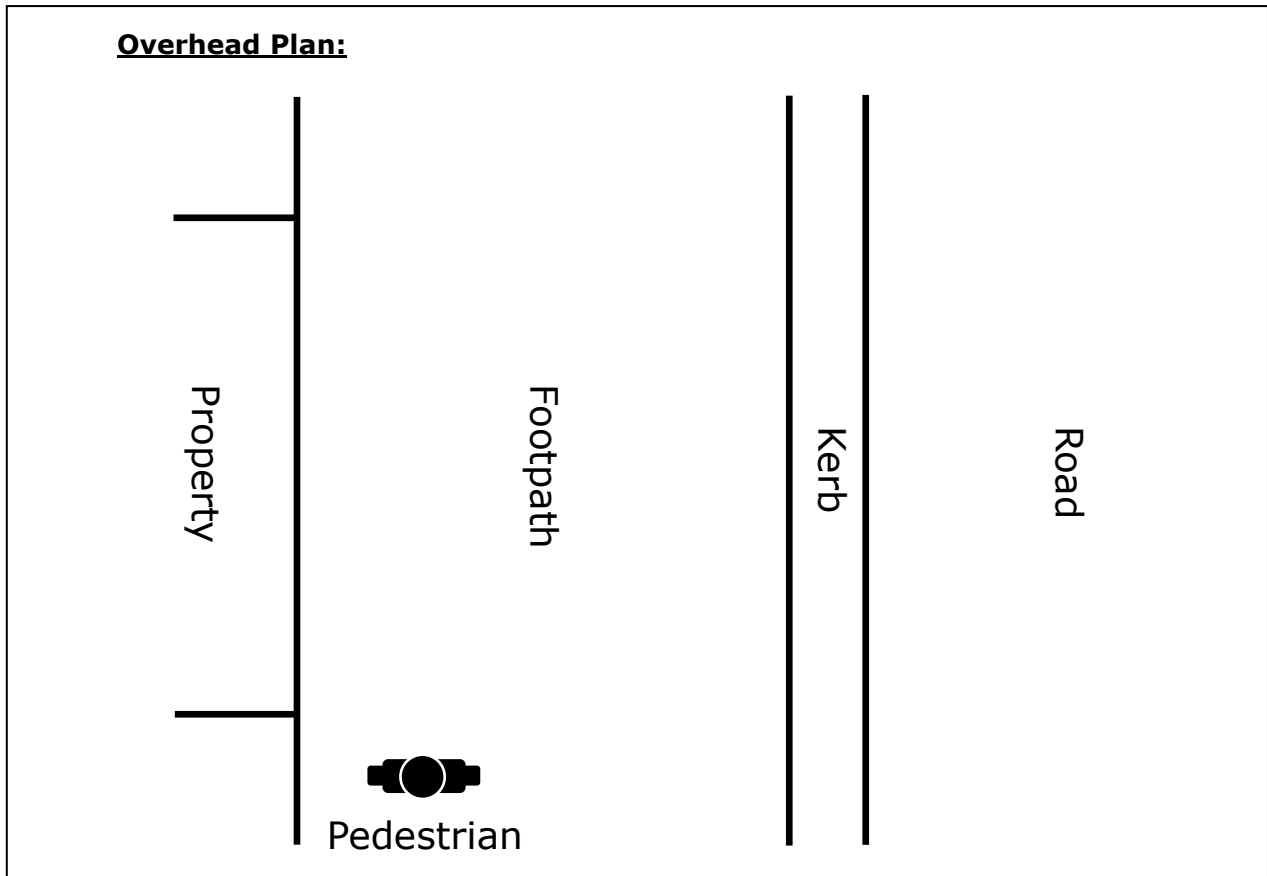 Overhead Plan:
Property
Footpath
Kerb
Road
Pedestrian